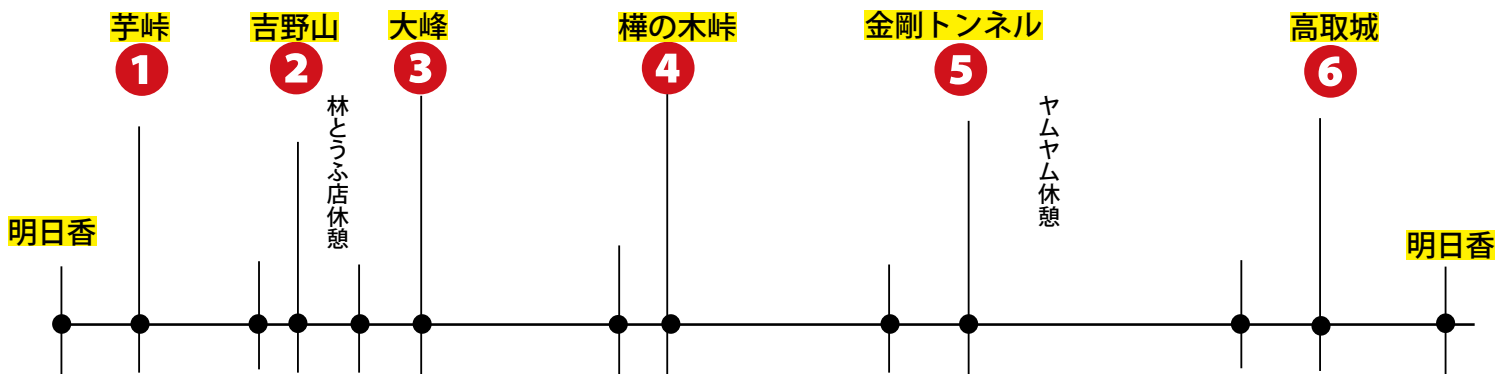 芋峠
吉野山
大峰
樺の木峠
金剛トンネル
高取城
1
2
3
4
5
6
林とうふ店休憩
ヤムヤム休憩
明日香
明日香